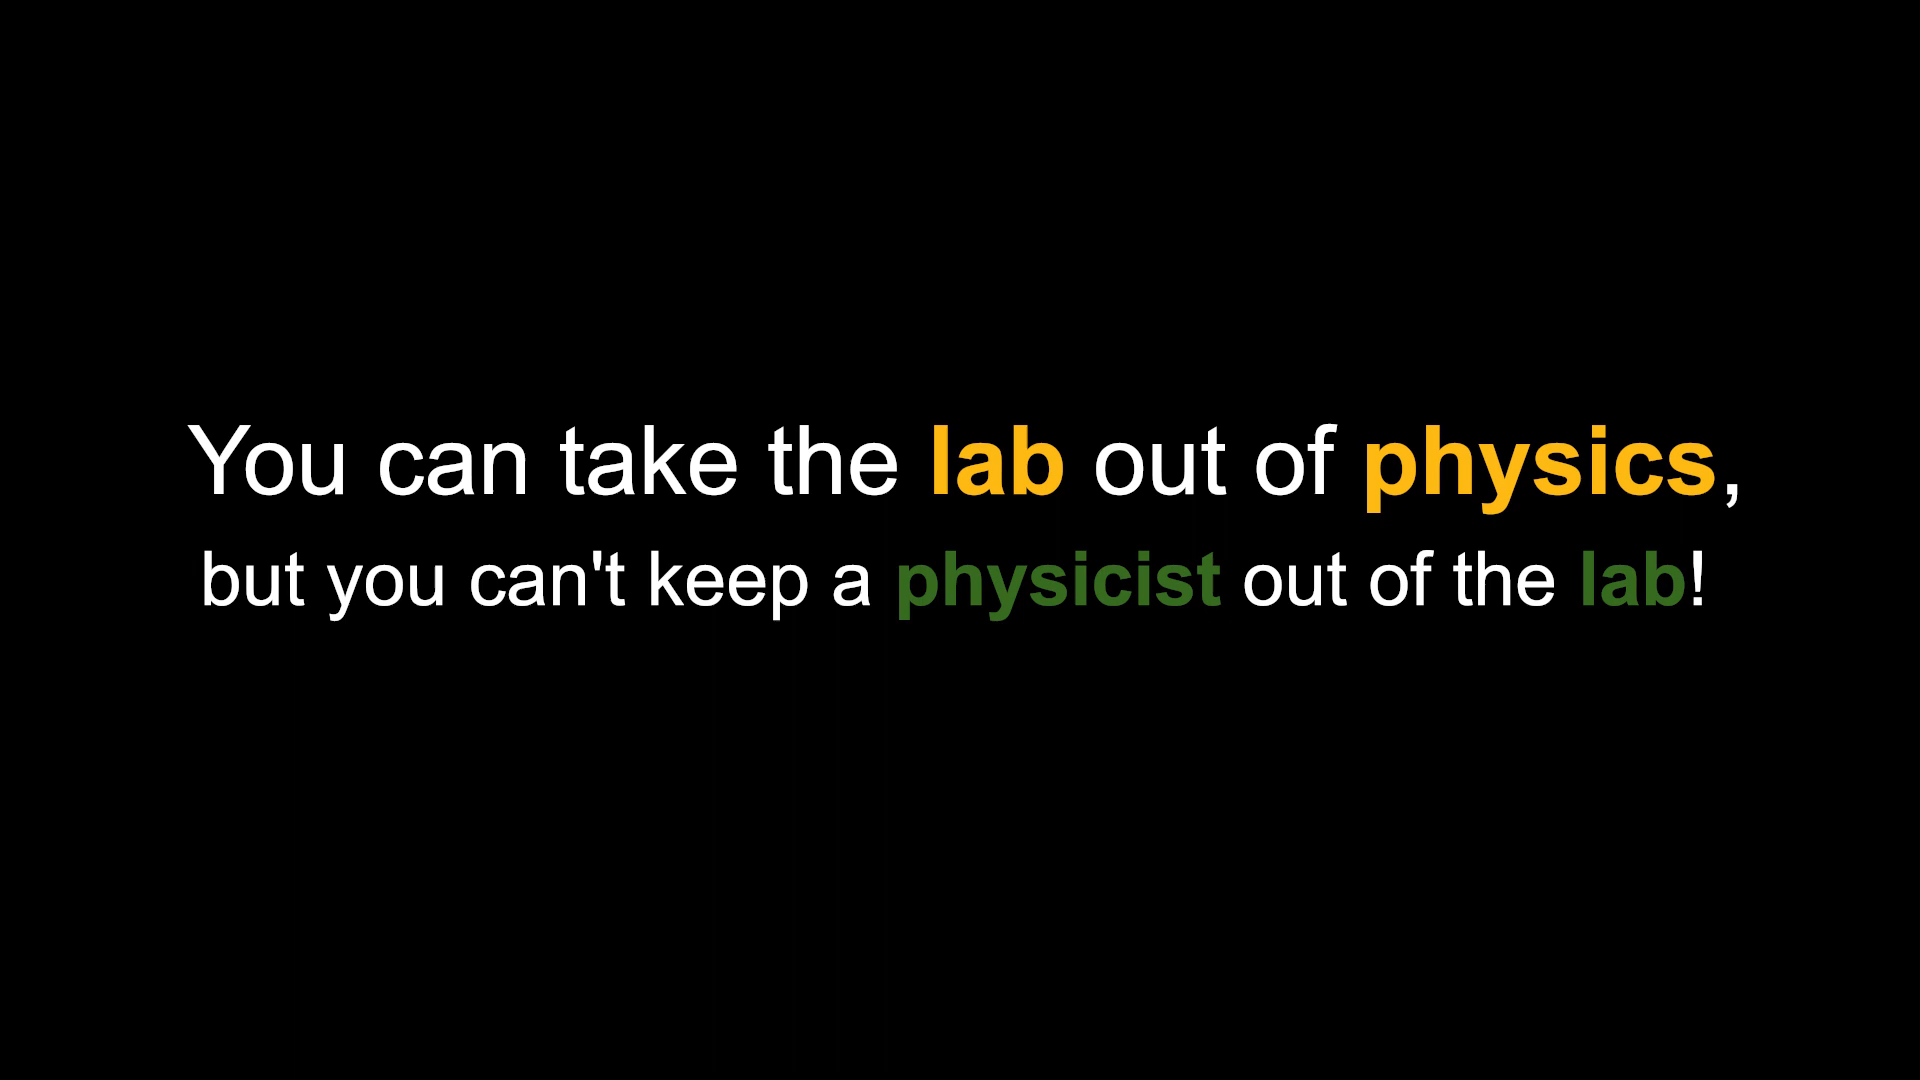 You can take the lab out of physics,
but you can't keep a physicist out of the lab!